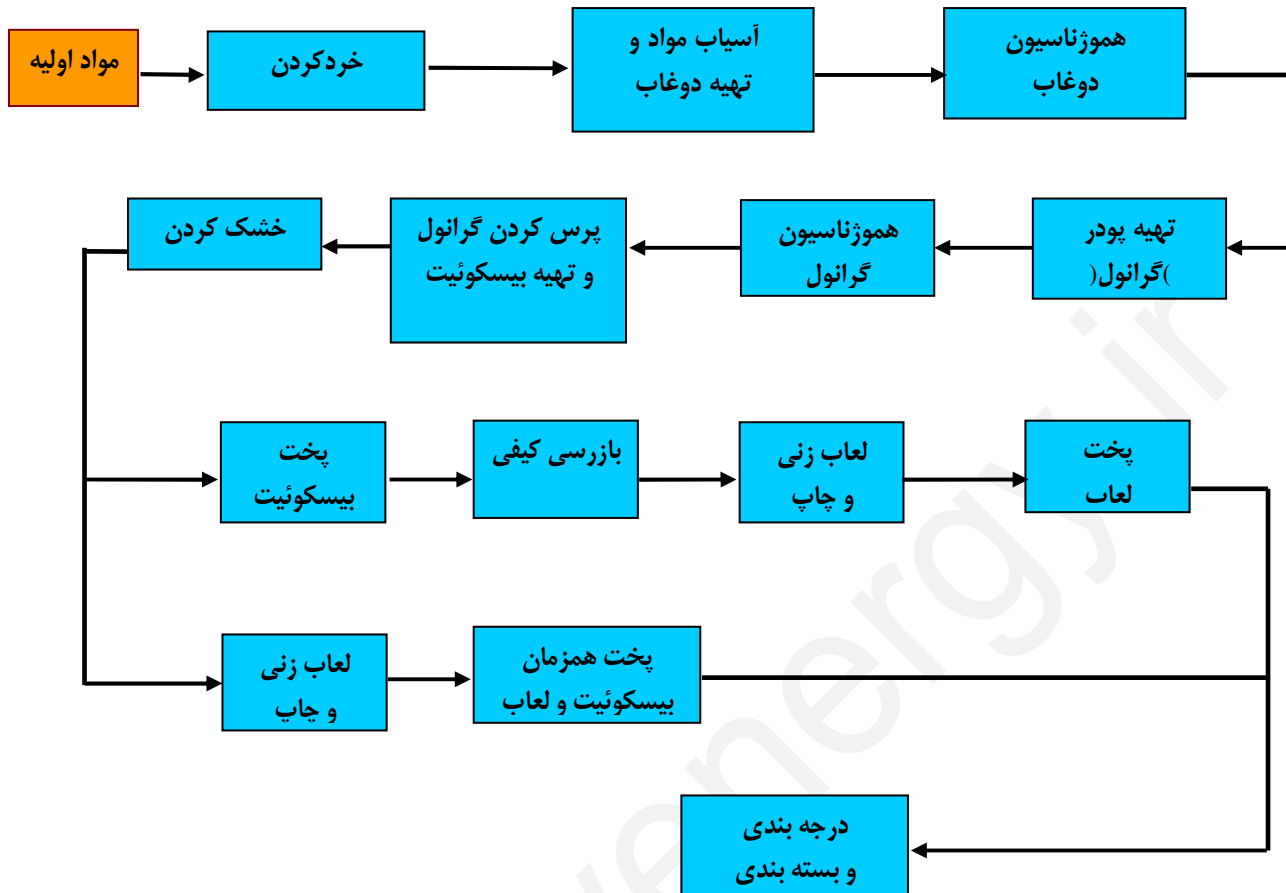 مواد اولیه
خردکردن
آسیاب مواد و
تهیه دوغاب
هموژناسیون
دوغاب
تهیه پودر
)گرانول(
هموژناسیون
گرانول
پرس کردن گرانول
و تهیه بیسکوئیت
خشک کردن
پخت
بیسکوئیت
بازرسی کیفی
لعاب زنی
و چاپ
پخت
لعاب
لعاب زنی
و چاپ
پخت همزمان
بیسکوئیت و لعاب
درجه بندی
و بسته بندی
venergy.ir